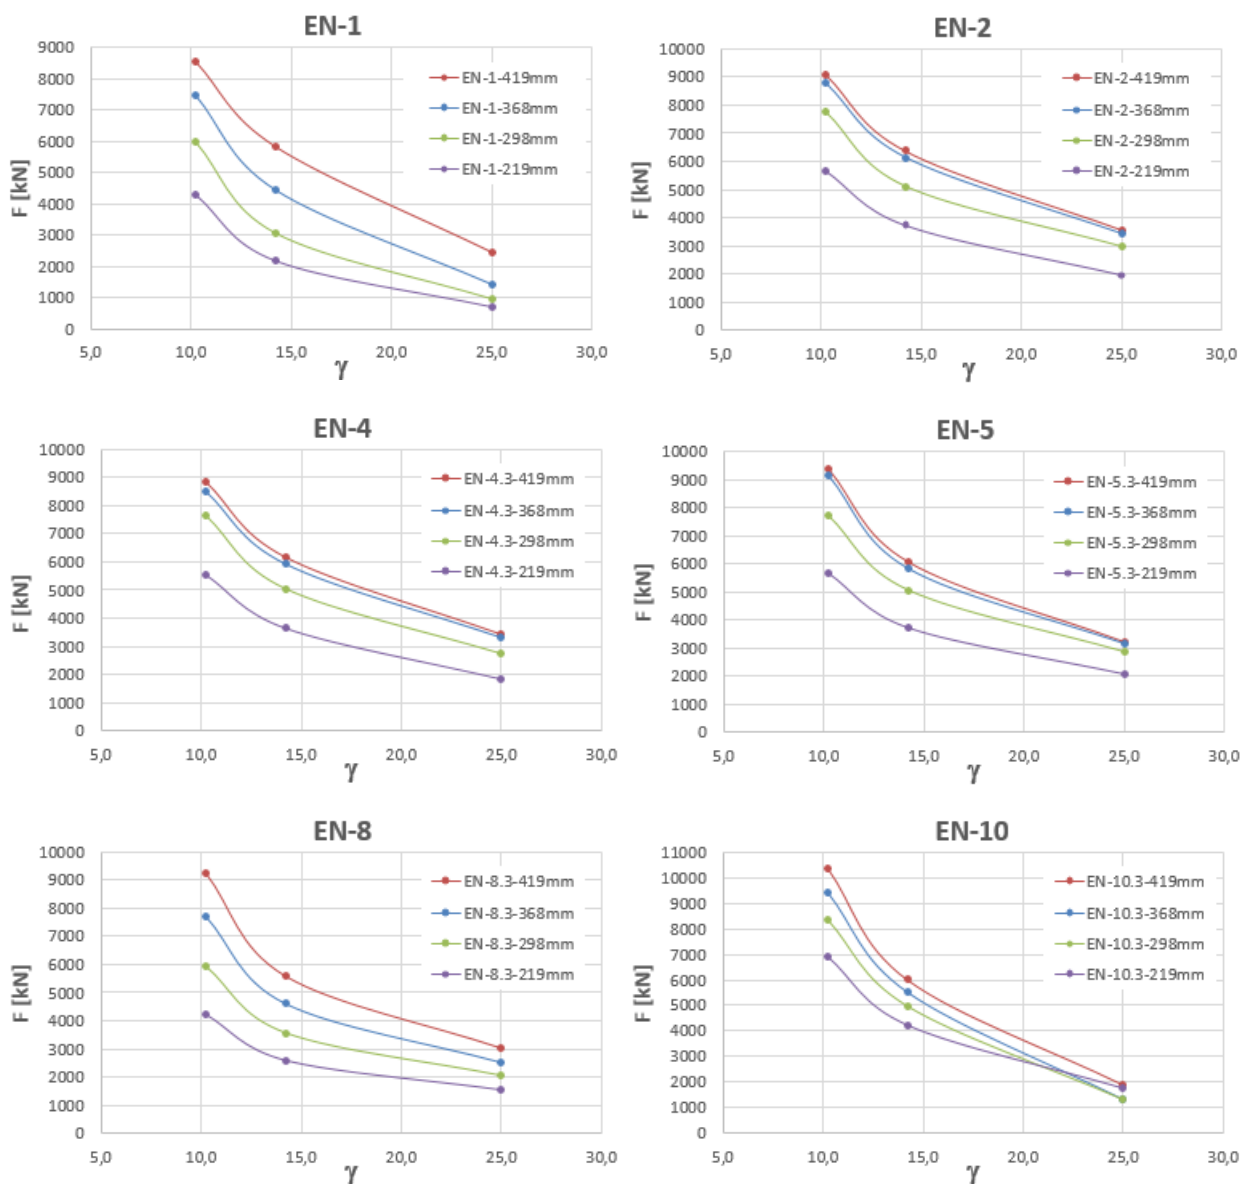 EN-1
9000
8000
7000
6000
5000
4000
3000
2000
1000
0
F [kN]
5,0 10,0 15,0 20,0 25,0 30,0
γ
EN-1-419mm
EN-1-368mm
EN-1-298mm
EN-1-219mm
EN-2
10000
9000
8000
7000
6000
5000
4000
3000
2000
1000
0
F [kN]
5,0 10,0 15,0 20,0 25,0 30,0
γ
EN-2-419mm
EN-2-368mm
EN-2-298mm
EN-2-219mm
EN-4
10000
9000
8000
7000
6000
5000
4000
3000
2000
1000
0
F [kN]
5,0 10,0 15,0 20,0 25,0 30,0
γ
EN-4.3-419mm
EN-4.3-368mm
EN-4.3-298mm
EN-4.3-219mm
EN-5
10000
9000
8000
7000
6000
5000
4000
3000
2000
1000
0
F [kN]
5,0 10,0 15,0 20,0 25,0 30,0
γ
EN-5.3-419mm
EN-5.3-368mm
EN-5.3-298mm
EN-5.3-219mm
EN-8
10000
9000
8000
7000
6000
5000
4000
3000
2000
1000
0
F [kN]
5,0 10,0 15,0 20,0 25,0 30,0
γ
EN-8.3-419mm
EN-8.3-368mm
EN-8.3-298mm
EN-8.3-219mm
EN-10
11000
10000
9000
8000
7000
6000
5000
4000
3000
2000
1000
0
F [kN]
5,0 10,0 15,0 20,0 25,0 30,0
γ
EN-10.3-419mm
EN-10.3-368mm
EN-10.3-298mm
EN-10.3-219mm